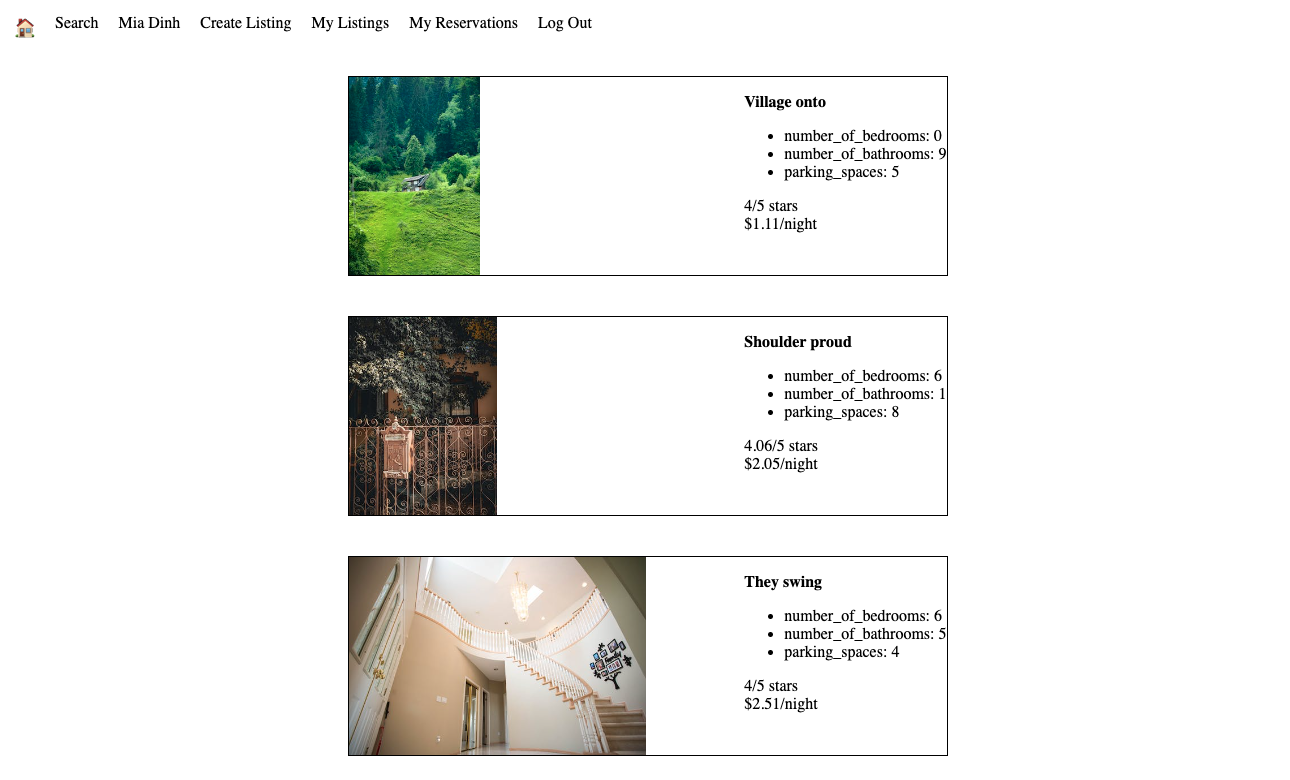 Search Mia Dinh Create Listing My Listings My Reservations Log Out
Village onto
number_of_bedrooms: 0
number_of_bathrooms: 9
parking_spaces: 5
4/5 stars
$1.11/night
Shoulder proud
number_of_bedrooms: 6
number_of_bathrooms: 1
parking_spaces: 8
4.06/5 stars
$2.05/night
They swing
number_of_bedrooms: 6
number_of_bathrooms: 5
parking_spaces: 4
4/5 stars
$2.51/night